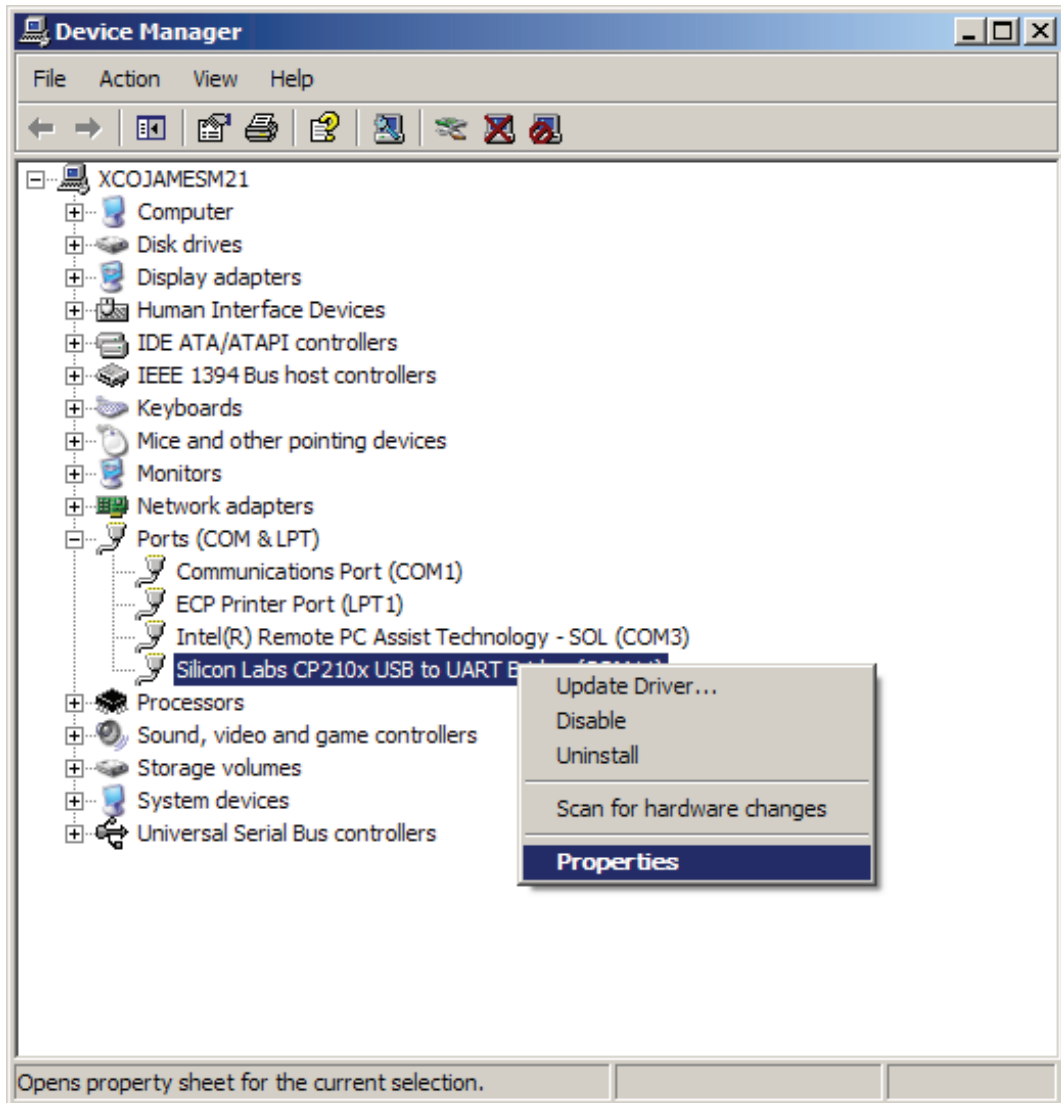 Device Manager
File Action View Help
XCOJAMESM21
Computer
Disk drives
Display adapters
Human Interface Devices
IDE ATA/ATAPI controllers
IEEE 1394 Bus host controllers
Keyboards
Mice and other pointing devices
Monitors
Network adapters
Ports (COM & LPT)
Communications Port (COM1)
ECP Printer Port (LPT1)
Intel(R) Remote PC Assist Technology - SOL (COM3)
Silicon Labs CP210x USB to UART
Processors
Sound, video and game controllers
Storage volumes
System devices
Universal Serial Bus controllers
Update Driver...
Disable
Uninstall
Scan for hardware changes
Properties
Opens property sheet for the current selection.